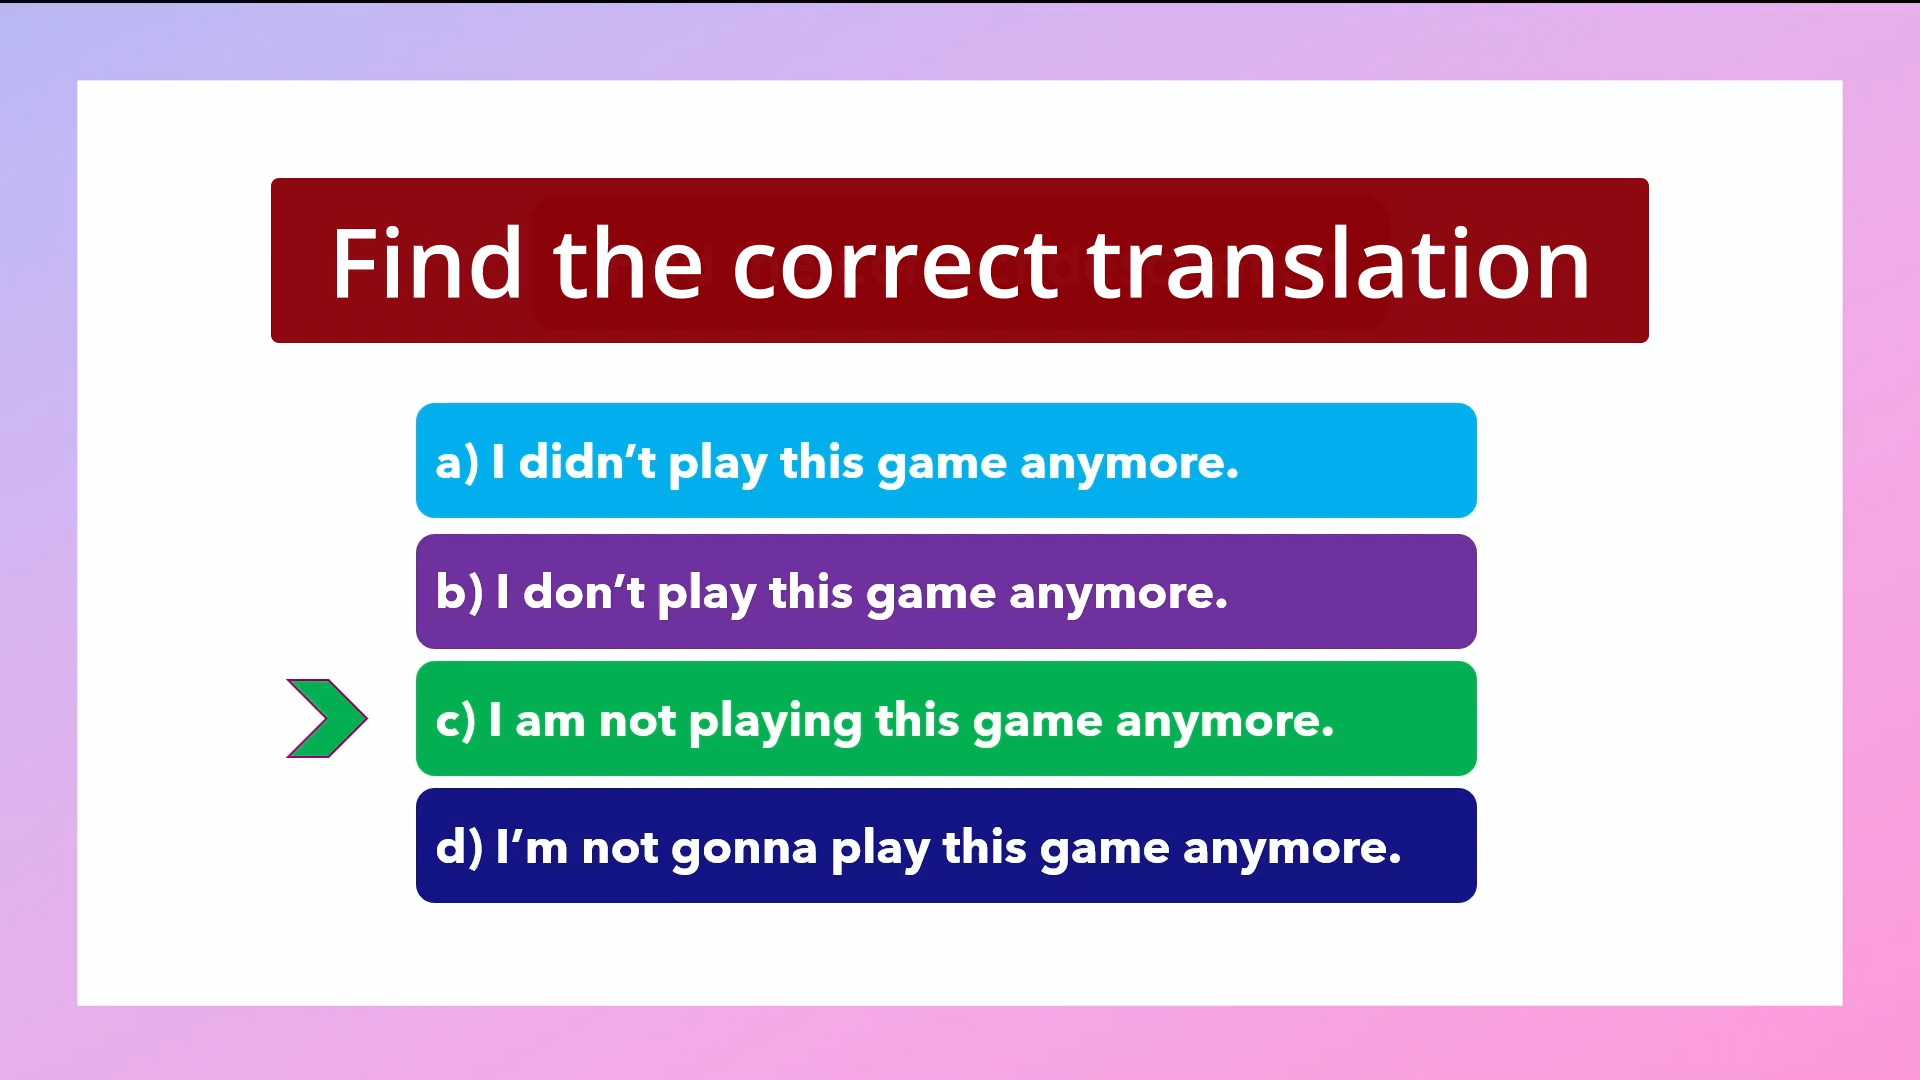 Find the correct translation
a) I didn’t play this game anymore.
b) I don’t play this game anymore.
c) I am not playing this game anymore.
d) I’m not gonna play this game anymore.